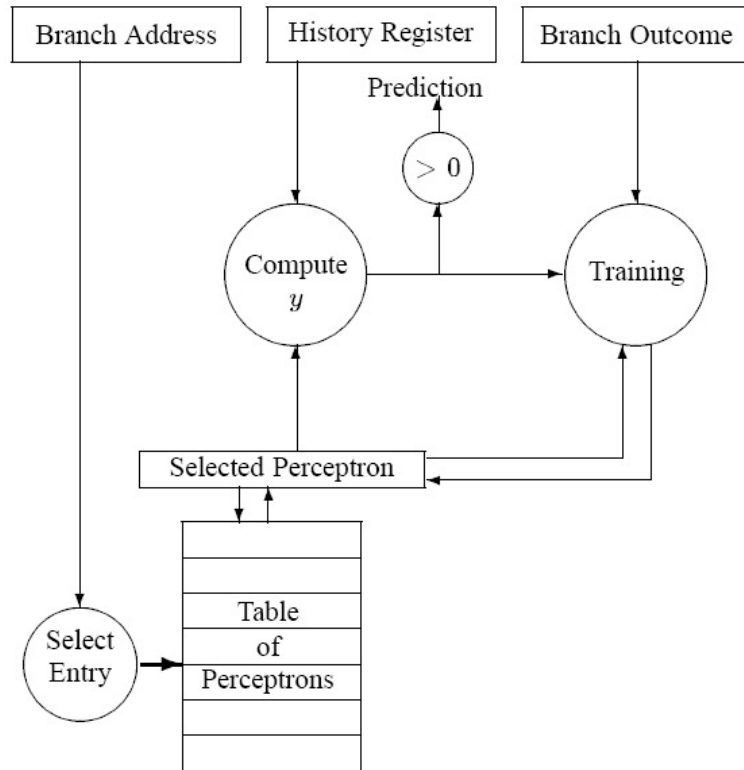 Branch Address
History Register
Branch Outcome
Prediction
> 0
Compute
y
Training
Selected Perceptron
Table
of
Perceptrons
Select
Entry